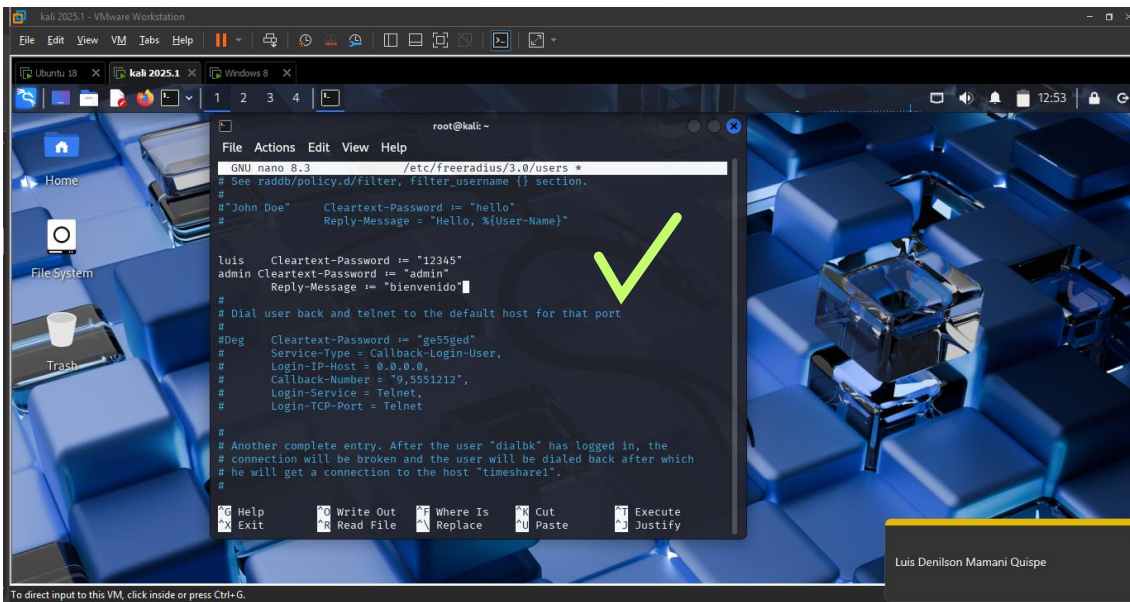 kali 2025.1 - VMware Workstation
File Edit View VM Tabs Help
Ubuntu 18 kali 2025.1 Windows 8
1 2 3 4 12:53
root@kali: ~
File Actions Edit View Help
GNU nano 8.3 /etc/freeradius/3.0/users *
# See raddb/policy.d/filter, filter_username {} section.
#
#"John Doe" Cleartext-Password := "hello"
# Reply-Message = "Hello, %{User-Name}"
luis Cleartext-Password := "12345"
admin Cleartext-Password := "admin"
Reply-Message := "bienvenido"
#
# Dial user back and telnet to the default host for that port
#
#Deg Cleartext-Password := "ge55ged"
# Service-Type = Callback-Login-User,
# Login-IP-Host = 0.0.0.0,
# Callback-Number = "9,5551212",
# Login-Service = Telnet,
# Login-TCP-Port = Telnet
#
# Another complete entry. After the user "dialbk" has logged in, the
# connection will be broken and the user will be dialed back after which
# he will get a connection to the host "timeshare1".
#
^G Help ^O Write Out ^F Where Is ^K Cut ^T Execute
^X Exit ^R Read File ^\ Replace ^U Paste ^J Justify
Home
File System
Trash
Luis Denilson Mamani Quispe
To direct input to this VM, click inside or press Ctrl+G.